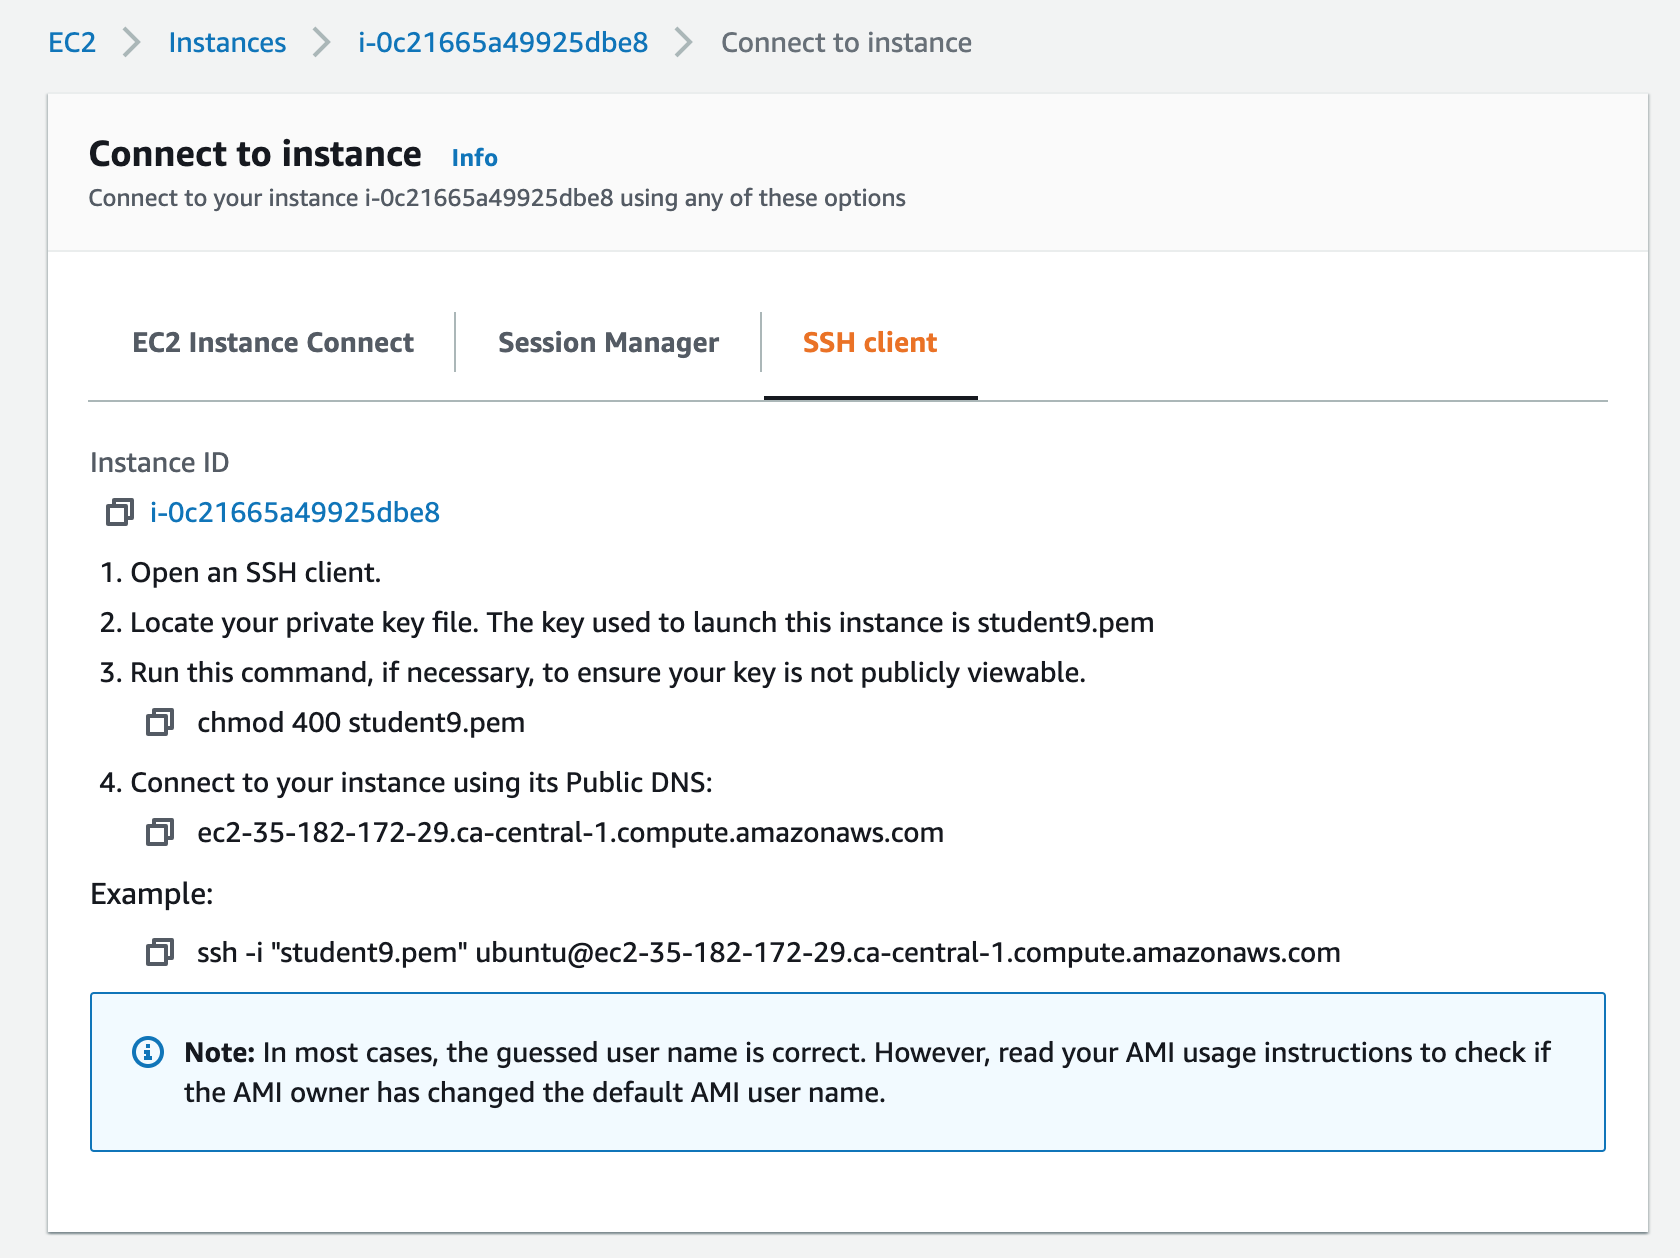 EC2 Instances i-0c21665a49925dbe8 Connect to instance
Connect to instance Info
Connect to your instance i-0c21665a49925dbe8 using any of these options
EC2 Instance Connect Session Manager SSH client
Instance ID
i-0c21665a49925dbe8
1. Open an SSH client.
2. Locate your private key file. The key used to launch this instance is student9.pem
3. Run this command, if necessary, to ensure your key is not publicly viewable.
chmod 400 student9.pem
4. Connect to your instance using its Public DNS:
ec2-35-182-172-29.ca-central-1.compute.amazonaws.com
Example:
ssh -i "student9.pem" ubuntu@ec2-35-182-172-29.ca-central-1.compute.amazonaws.com
Note: In most cases, the guessed user name is correct. However, read your AMI usage instructions to check if
the AMI owner has changed the default AMI user name.